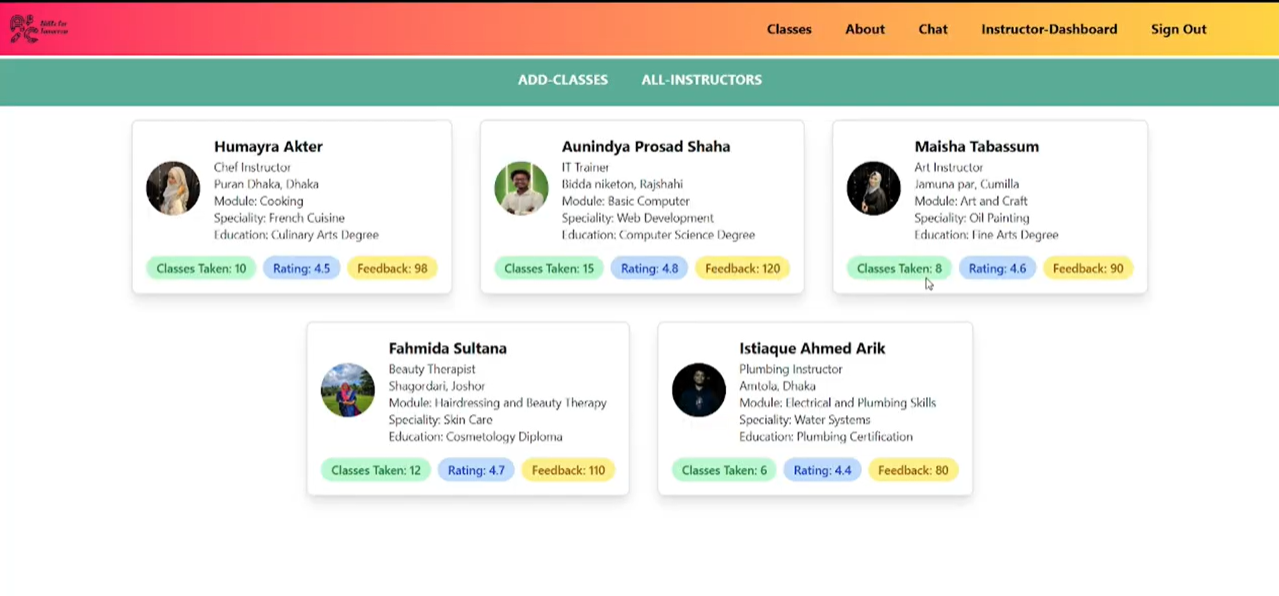 Skills for
Tomorrow
Classes About Chat Instructor-Dashboard Sign Out
ADD-CLASSES ALL-INSTRUCTORS
Humayra Akter
Chef Instructor
Puran Dhaka, Dhaka
Module: Cooking
Speciality: French Cuisine
Education: Culinary Arts Degree
Classes Taken: 10 Rating: 4.5 Feedback: 98
Aunindya Prosad Shaha
IT Trainer
Bidda niketon, Rajshahi
Module: Basic Computer
Speciality: Web Development
Education: Computer Science Degree
Classes Taken: 15 Rating: 4.8 Feedback: 120
Maisha Tabassum
Art Instructor
Jamuna par, Cumilla
Module: Art and Craft
Speciality: Oil Painting
Education: Fine Arts Degree
Classes Taken: 8 Rating: 4.6 Feedback: 90
Fahmida Sultana
Beauty Therapist
Shagordari, Joshor
Module: Hairdressing and Beauty Therapy
Speciality: Skin Care
Education: Cosmetology Diploma
Classes Taken: 12 Rating: 4.7 Feedback: 110
Istiaque Ahmed Arik
Plumbing Instructor
Amtola, Dhaka
Module: Electrical and Plumbing Skills
Speciality: Water Systems
Education: Plumbing Certification
Classes Taken: 6 Rating: 4.4 Feedback: 80